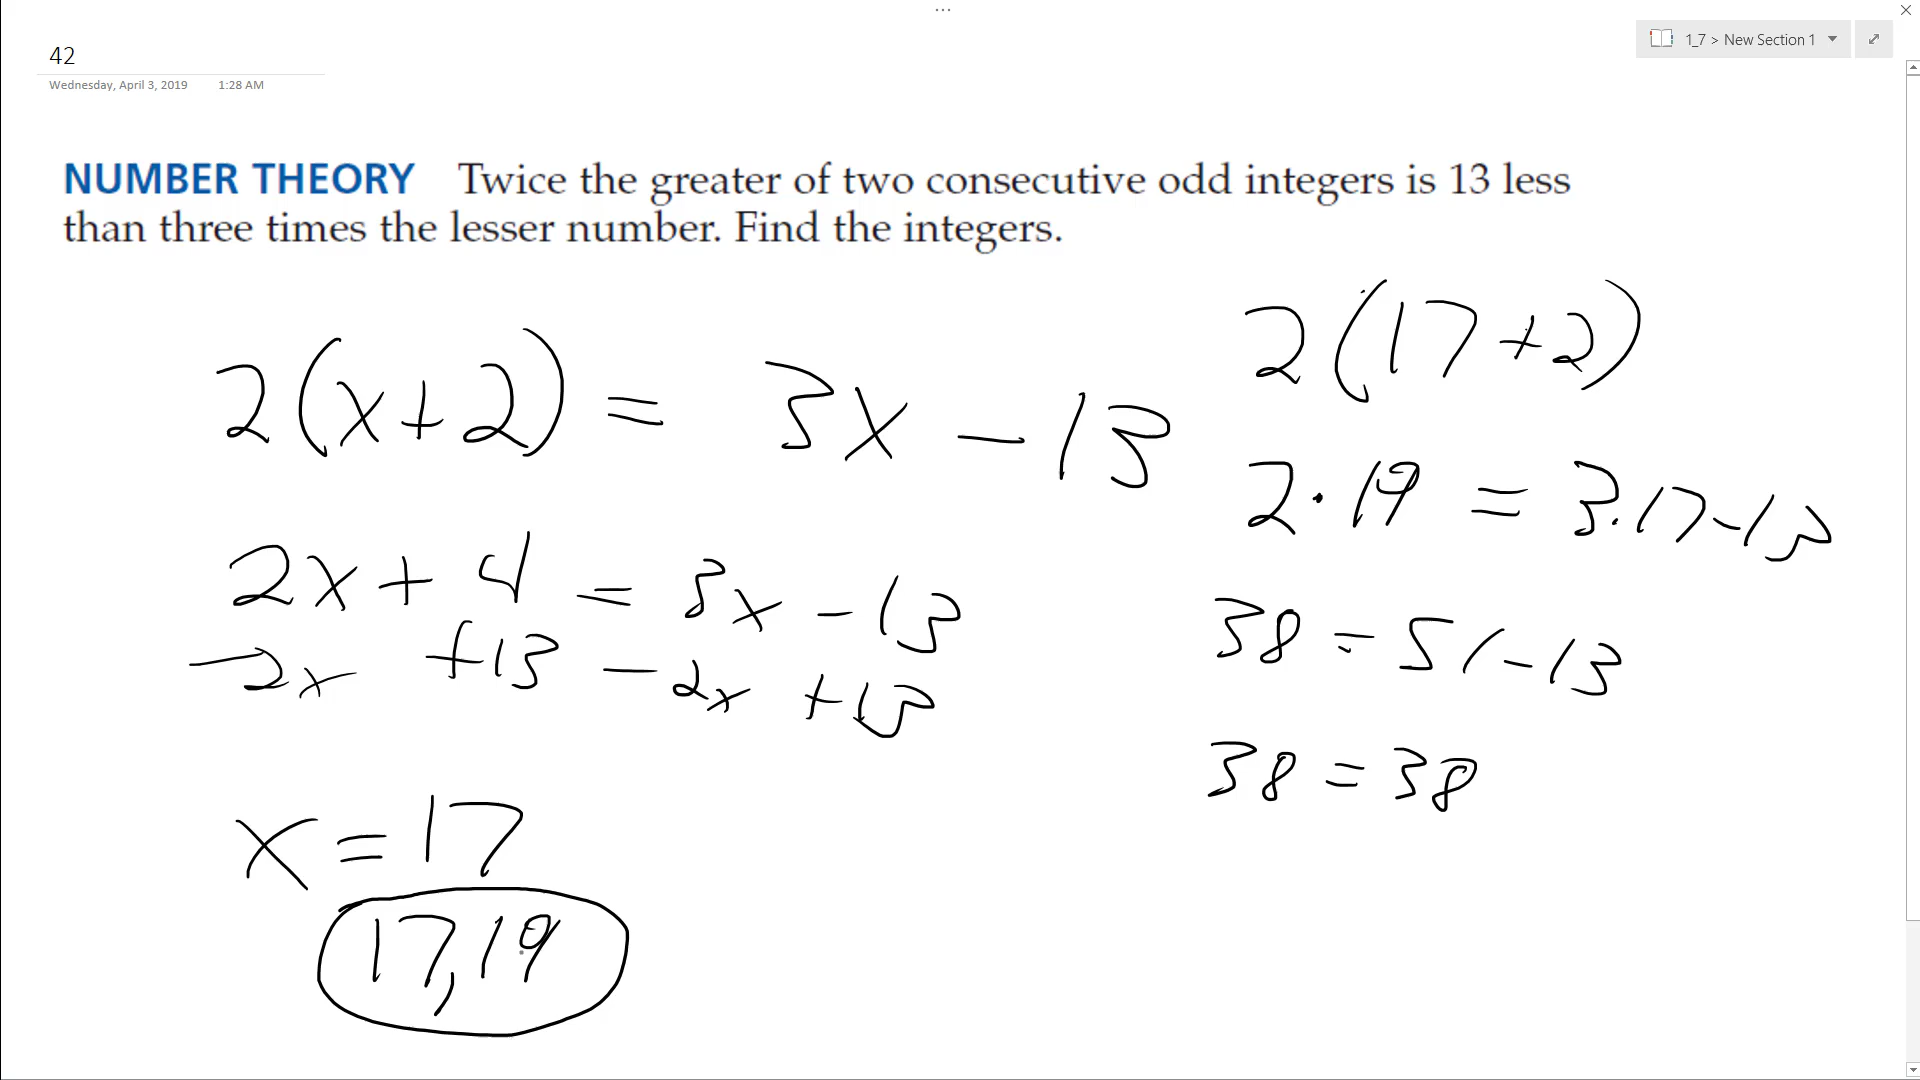 ...
1_7 > New Section 1
42
Wednesday, April 3, 2019 1:28 AM
NUMBER THEORY Twice the greater of two consecutive odd integers is 13 less
than three times the lesser number. Find the integers.
2(x+2) = 3x - 13
2x + 4 = 3x - 13
-2x +13 -2x +13
x = 17
17, 19
2(17+2)
2 · 19 = 3.17-13
38 = 51-13
38 = 38